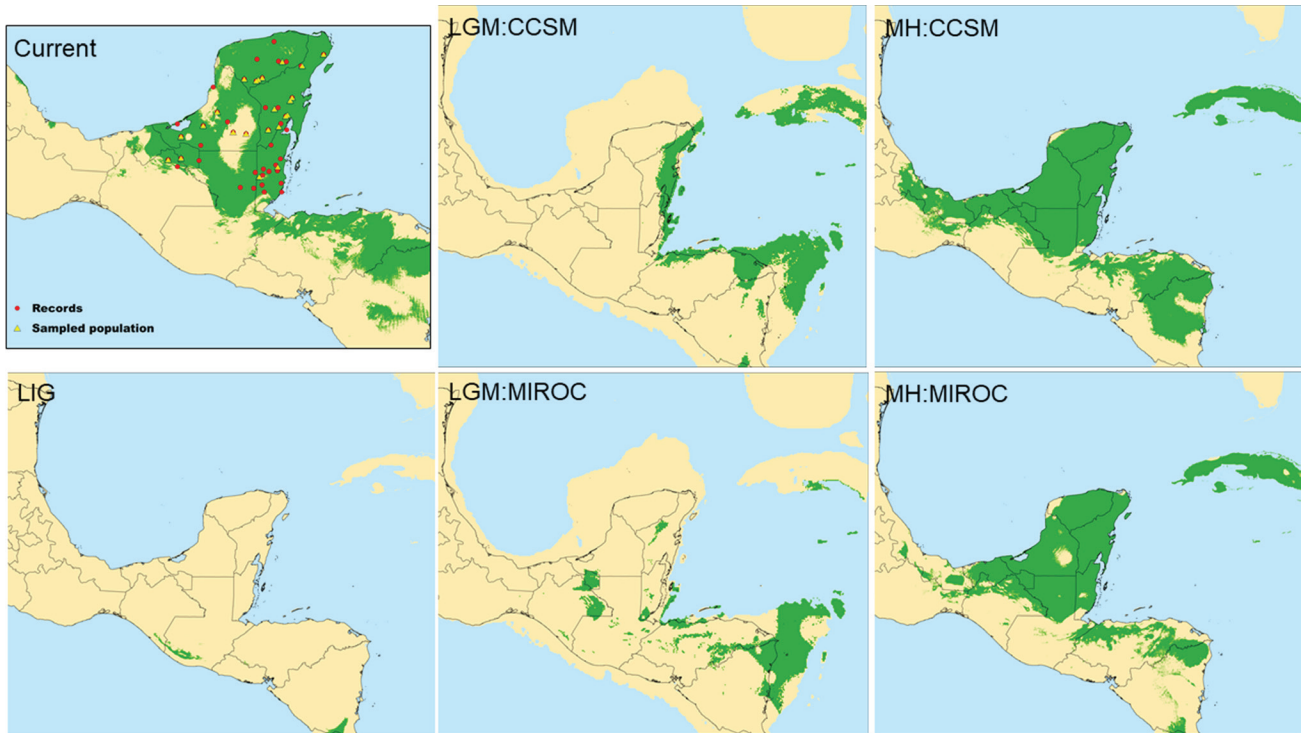 Current
Records
Sampled population
LGM:CCSM
MH:CCSM
LIG
LGM:MIROC
MH:MIROC